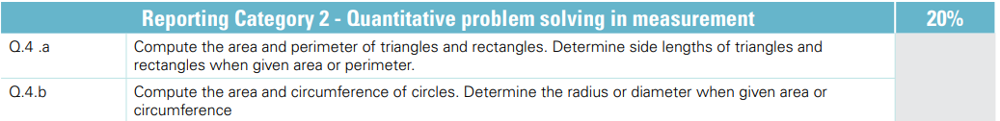 Reporting Category 2 - Quantitative problem solving in measurement 20%
Q.4 .a Compute the area and perimeter of triangles and rectangles. Determine side lengths of triangles and
rectangles when given area or perimeter.
Q.4.b Compute the area and circumference of circles. Determine the radius or diameter when given area or
circumference